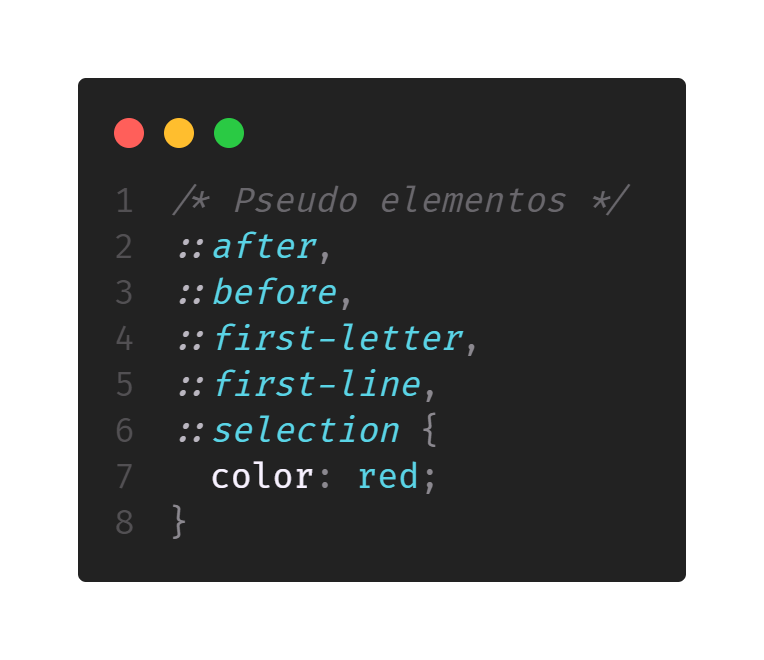 1 /* Pseudo elementos */
2 ::after,
3 ::before,
4 ::first-letter,
5 ::first-line,
6 ::selection {
7   color: red;
8 }